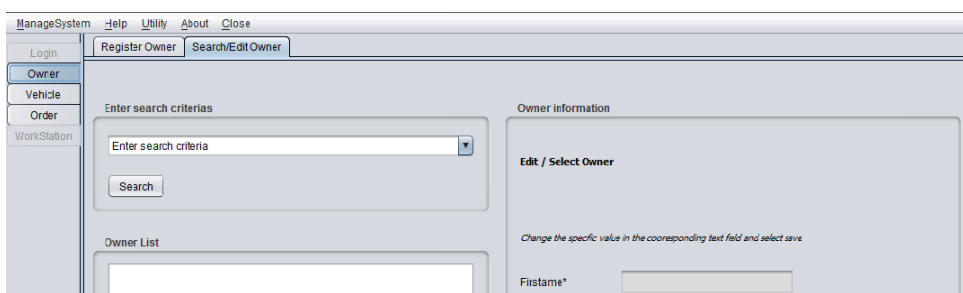 ManageSystem Help Utility About Close
Login
Owner
Vehicle
Order
WorkStation
Register Owner Search/Edit Owner
Enter search criterias
Enter search criteria
Search
Owner List
Owner information
Edit / Select Owner
Change the specfic value in the cooresponding text field and select save
Firstame*